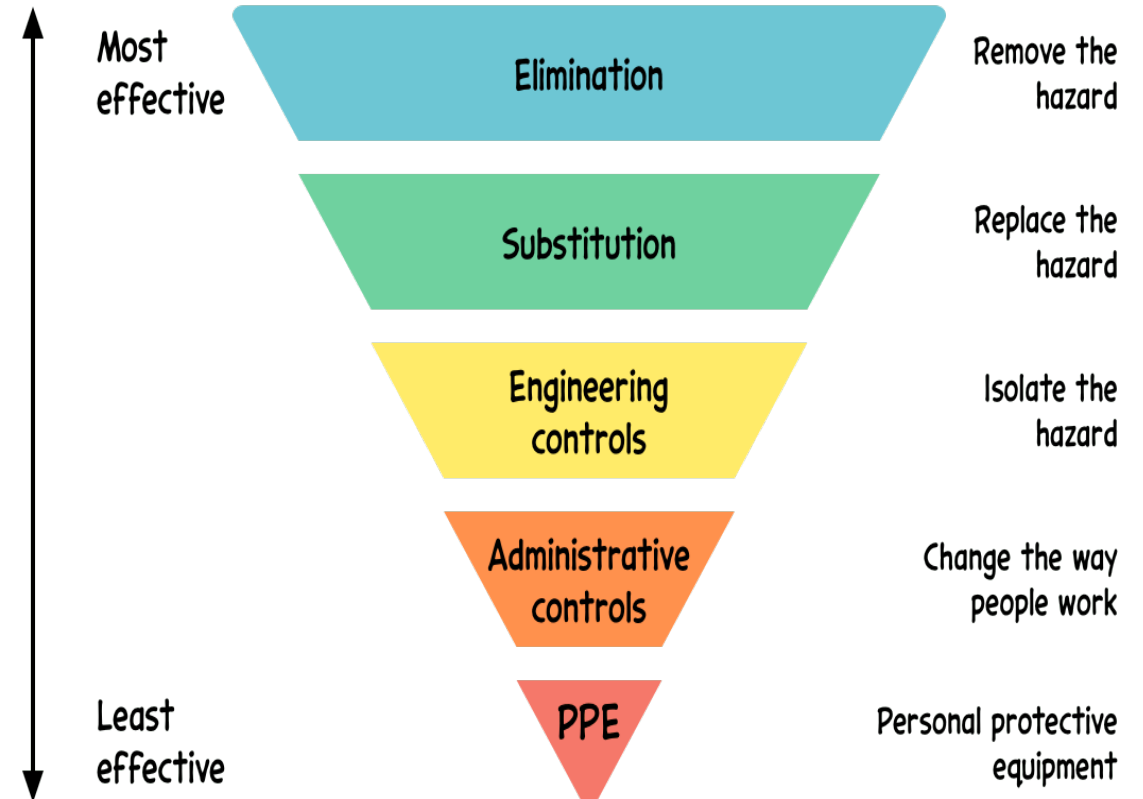 Most
effective
Elimination
Remove the
hazard
Substitution
Replace the
hazard
Engineering
controls
Isolate the
hazard
Administrative
controls
Change the way
people work
Least
effective
PPE
Personal protective
equipment